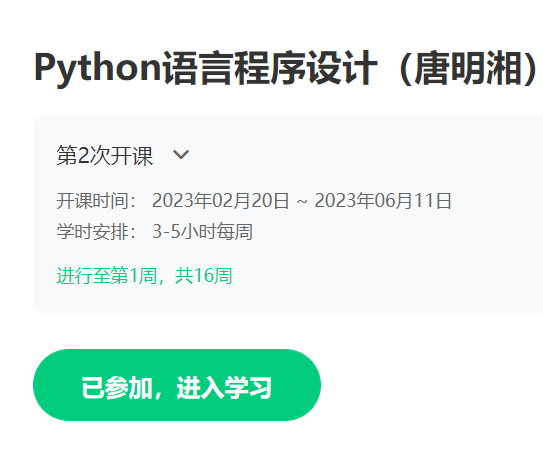 Python语言程序设计（唐明湘）
第2次开课
开课时间： 2023年02月20日 ~ 2023年06月11日
学时安排： 3-5小时每周
进行至第1周，共16周
已参加，进入学习